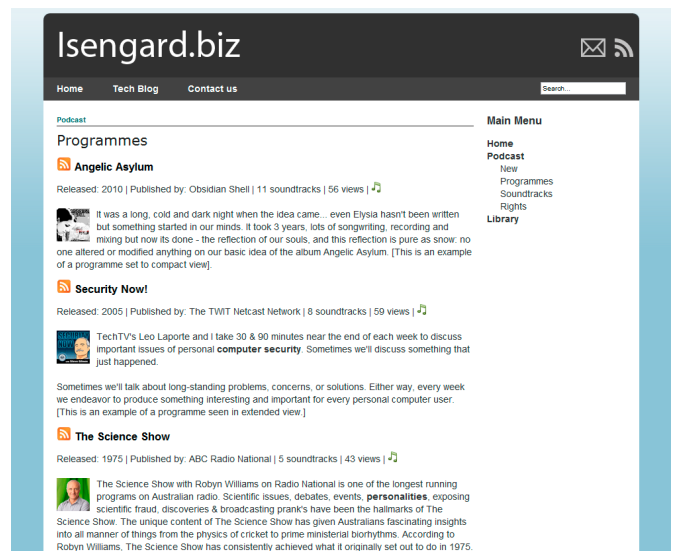 Isengard.biz
Home Tech Blog Contact us Search...
Podcast
Programmes
Angelic Asylum
Released: 2010 | Published by: Obsidian Shell | 11 soundtracks | 56 views |
It was a long, cold and dark night when the idea came... even Elysia hasn't been written
but something started in our minds. It took 3 years, lots of songwriting, recording and
mixing but now its done - the reflection of our souls, and this reflection is pure as snow: no
one altered or modified anything on our basic idea of the album Angelic Asylum. [This is an example
of a programme set to compact view].
Security Now!
Released: 2005 | Published by: The TWIT Netcast Network | 8 soundtracks | 59 views |
TechTV's Leo Laporte and I take 30 & 90 minutes near the end of each week to discuss
important issues of personal computer security. Sometimes we'll discuss something that
just happened.
Sometimes we'll talk about long-standing problems, concerns, or solutions. Either way, every week
we endeavor to produce something interesting and important for every personal computer user.
[This is an example of a programme seen in extended view.]
The Science Show
Released: 1975 | Published by: ABC Radio National | 5 soundtracks | 43 views |
The Science Show with Robyn Williams on Radio National is one of the longest running
programs on Australian radio. Scientific issues, debates, events, personalities, exposing
scientific fraud, discoveries & broadcasting prank's have been the hallmarks of The
Science Show. The unique content of The Science Show has given Australians fascinating insights
into all manner of things from the physics of cricket to prime ministerial biorhythms. According to
Robyn Williams, The Science Show has consistently achieved what it originally set out to do in 1975.
Main Menu
Home
Podcast
New
Programmes
Soundtracks
Rights
Library